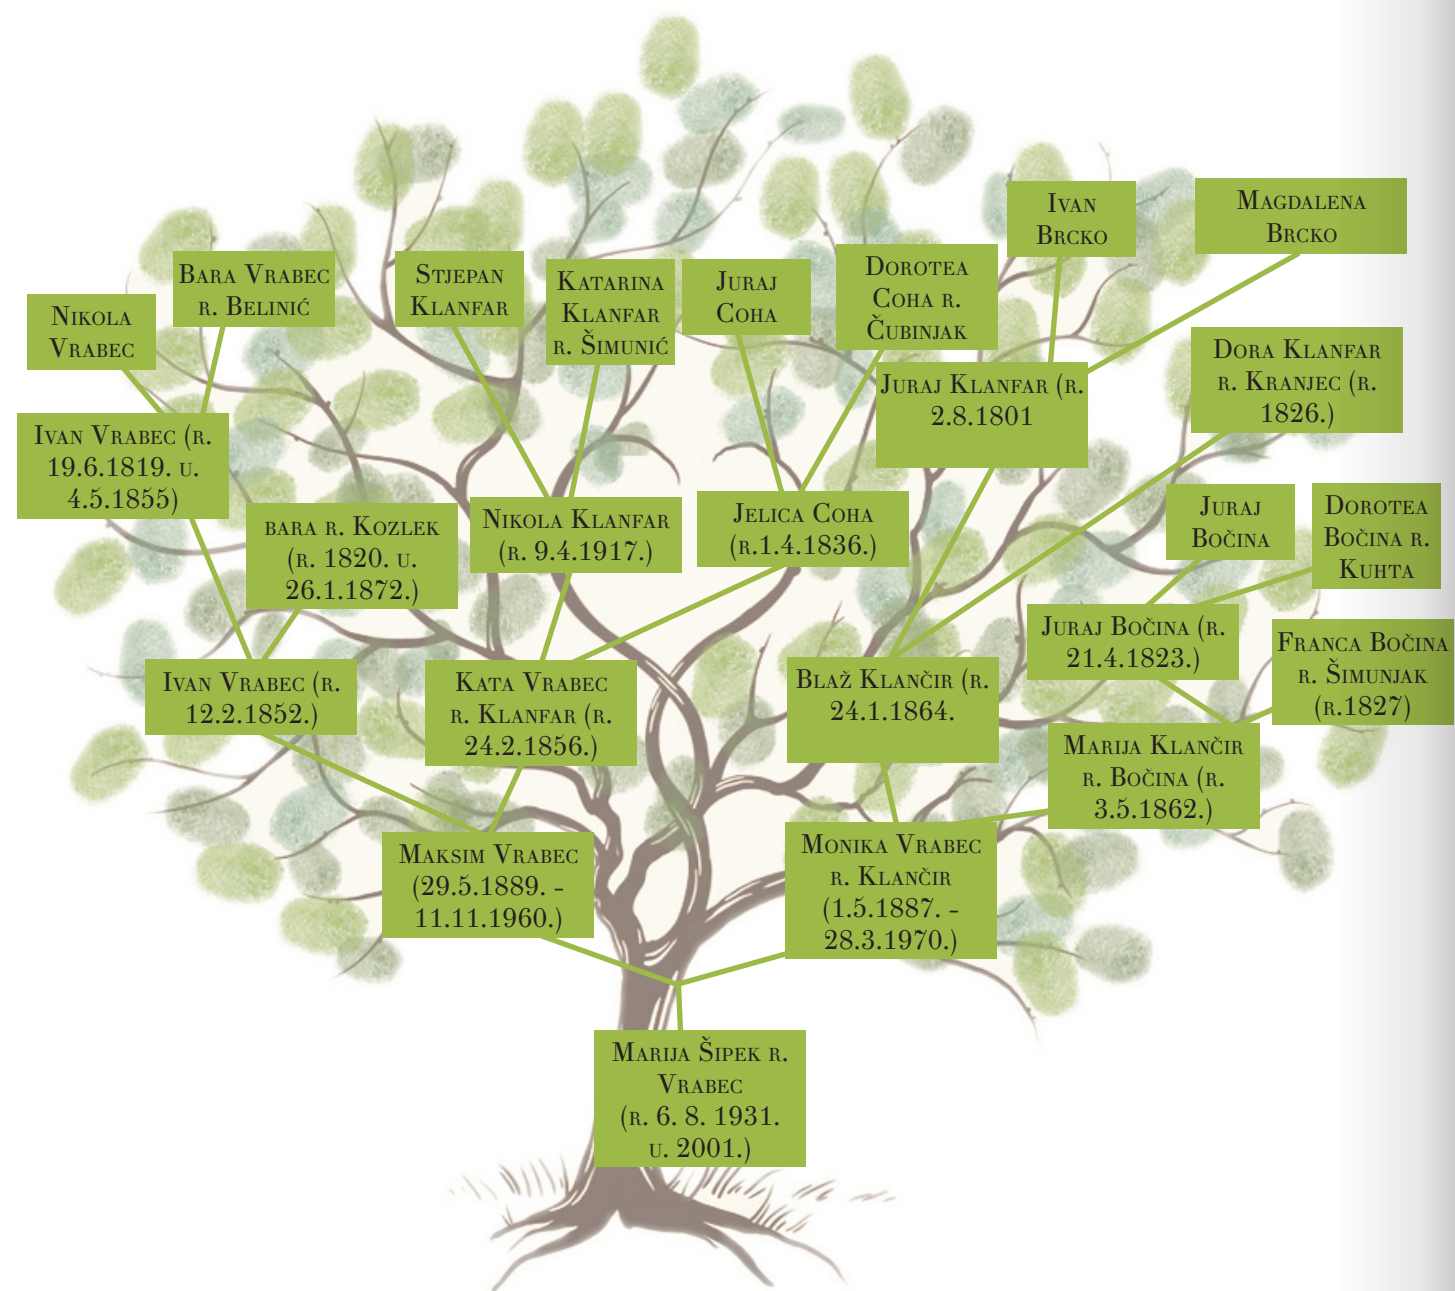 Ivan
Brcko
Magdalena
Brcko
Bara Vrabec
r. Belinić
Stjepan
Klanfar
Katarina
Klanfar
r. Šimunić
Juraj
Coha
Dorotea
Coha r.
Čubinjak
Nikola
Vrabec
Juraj Klanfar (r.
2.8.1801
Dora Klanfar
r. Kranjec (r.
1826.)
Ivan Vrabec (r.
19.6.1819. u.
4.5.1855)
bara r. Kozlek
(r. 1820. u.
26.1.1872.)
Nikola Klanfar
(r. 9.4.1917.)
Jelica Coha
(r.1.4.1836.)
Juraj
Bočina
Dorotea
Bočina r.
Kuhta
Juraj Bočina (r.
21.4.1823.)
Franca Bočina
r. Šimunjak
(r.1827)
Ivan Vrabec (r.
12.2.1852.)
Kata Vrabec
r. Klanfar (r.
24.2.1856.)
Blaž Klančir (r.
24.1.1864.
Marija Klančir
r. Bočina (r.
3.5.1862.)
Maksim Vrabec
(29.5.1889. -
11.11.1960.)
Monika Vrabec
r. Klančir
(1.5.1887. -
28.3.1970.)
Marija Šipek r.
Vrabec
(r. 6. 8. 1931.
u. 2001.)